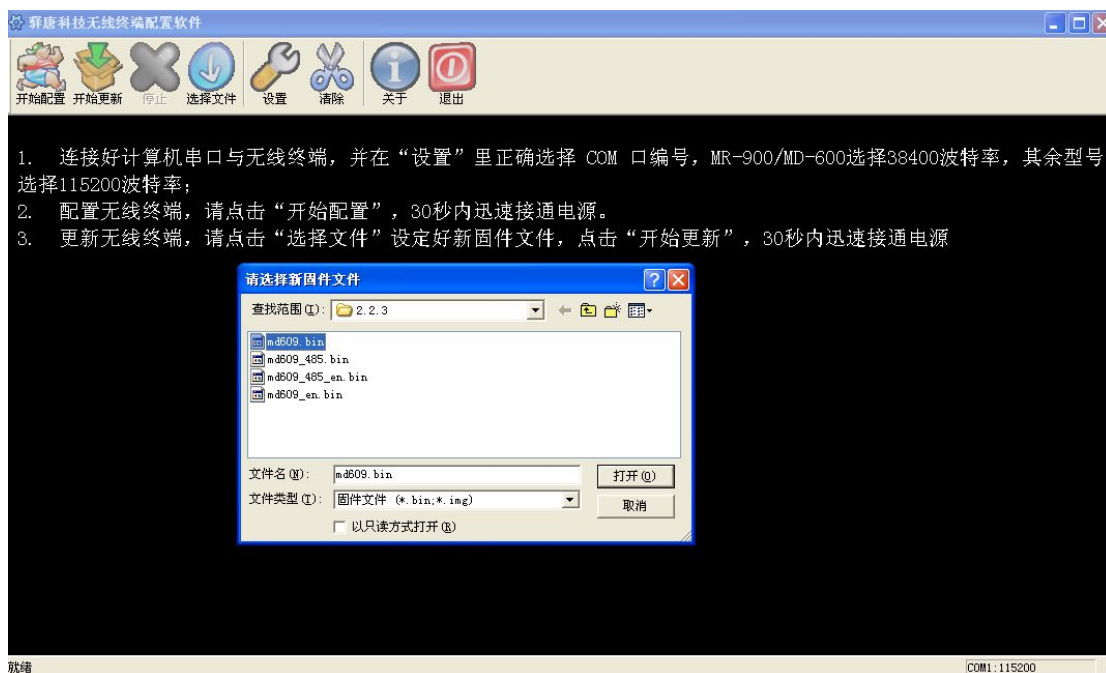 驿唐科技无线终端配置软件
开始配置 开始更新 停止 选择文件 设置 清除 关于 退出
1. 连接好计算机串口与无线终端，并在“设置”里正确选择 COM 口编号，MR-900/MD-600选择38400波特率，其余型号
选择115200波特率；
2. 配置无线终端，请点击“开始配置”，30秒内迅速接通电源。
3. 更新无线终端，请点击“选择文件”设定好新固件文件，点击“开始更新”，30秒内迅速接通电源
请选择新固件文件
查找范围(I): 2.2.3
md609.bin
md609_485.bin
md609_485_en.bin
md609_en.bin
文件名(N): md609.bin 打开(O)
文件类型(T): 固件文件 (*.bin;*.img) 取消
以只读方式打开(R)
就绪 COM1:115200